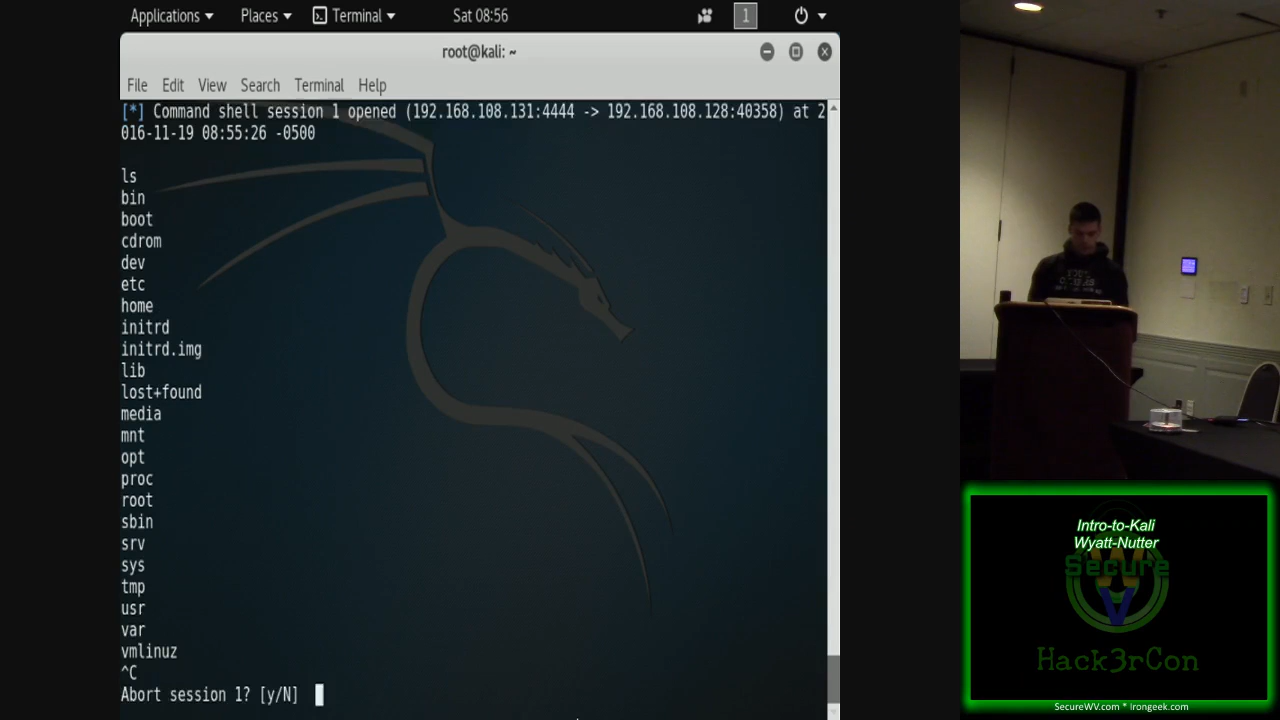 Applications Places Terminal Sat 08:56 1
root@kali: ~
File Edit View Search Terminal Help
[*] Command shell session 1 opened (192.168.108.131:4444 -> 192.168.108.128:40358) at 2
016-11-19 08:55:26 -0500
ls
bin
boot
cdrom
dev
etc
home
initrd
initrd.img
lib
lost+found
media
mnt
opt
proc
root
sbin
srv
sys
tmp
usr
var
vmlinuz
^C
Abort session 1? [y/N]
Intro-to-Kali
Wyatt-Nutter
Secure
WV
Hack3rCon
SecureWV.com * irongeek.com